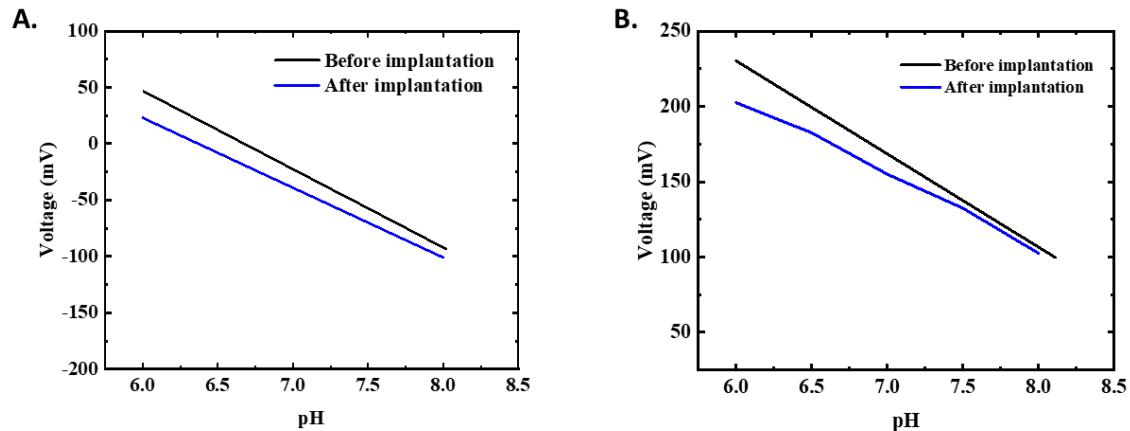 A.
100
50
0
-50
-100
-150
-200
Voltage (mV)
Before implantation
After implantation
6.0 6.5 7.0 7.5 8.0 8.5
pH
B.
250
200
150
100
50
Voltage (mV)
Before implantation
After implantation
6.0 6.5 7.0 7.5 8.0
pH